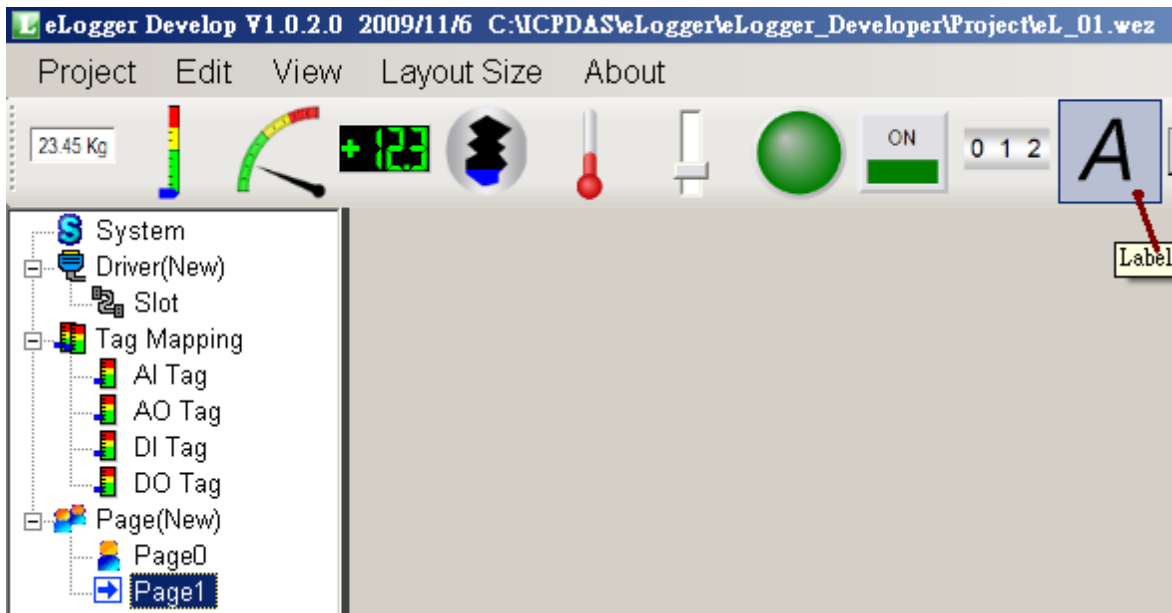 eLogger Develop V1.0.2.0 2009/11/6 C:\ICPDAS\eLogger\eLogger_Developer\Project\eL_01.wez
Project Edit View Layout Size About
23.45 Kg +12.3 ON 0 1 2 A
Label
System
Driver(New)
Slot
Tag Mapping
AI Tag
AO Tag
DI Tag
DO Tag
Page(New)
Page0
Page1